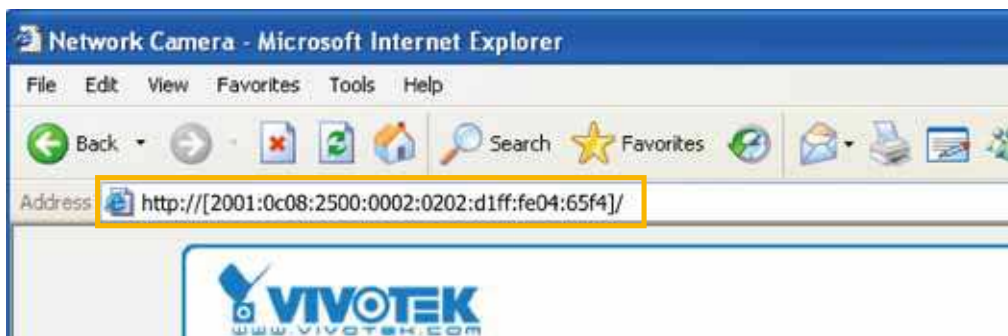 Network Camera - Microsoft Internet Explorer
File Edit View Favorites Tools Help
Back Search Favorites
Address http://[2001:0c08:2500:0002:0202:d1ff:fe04:65f4]/
VIVOTEK
WWW.VIVOTEK.COM